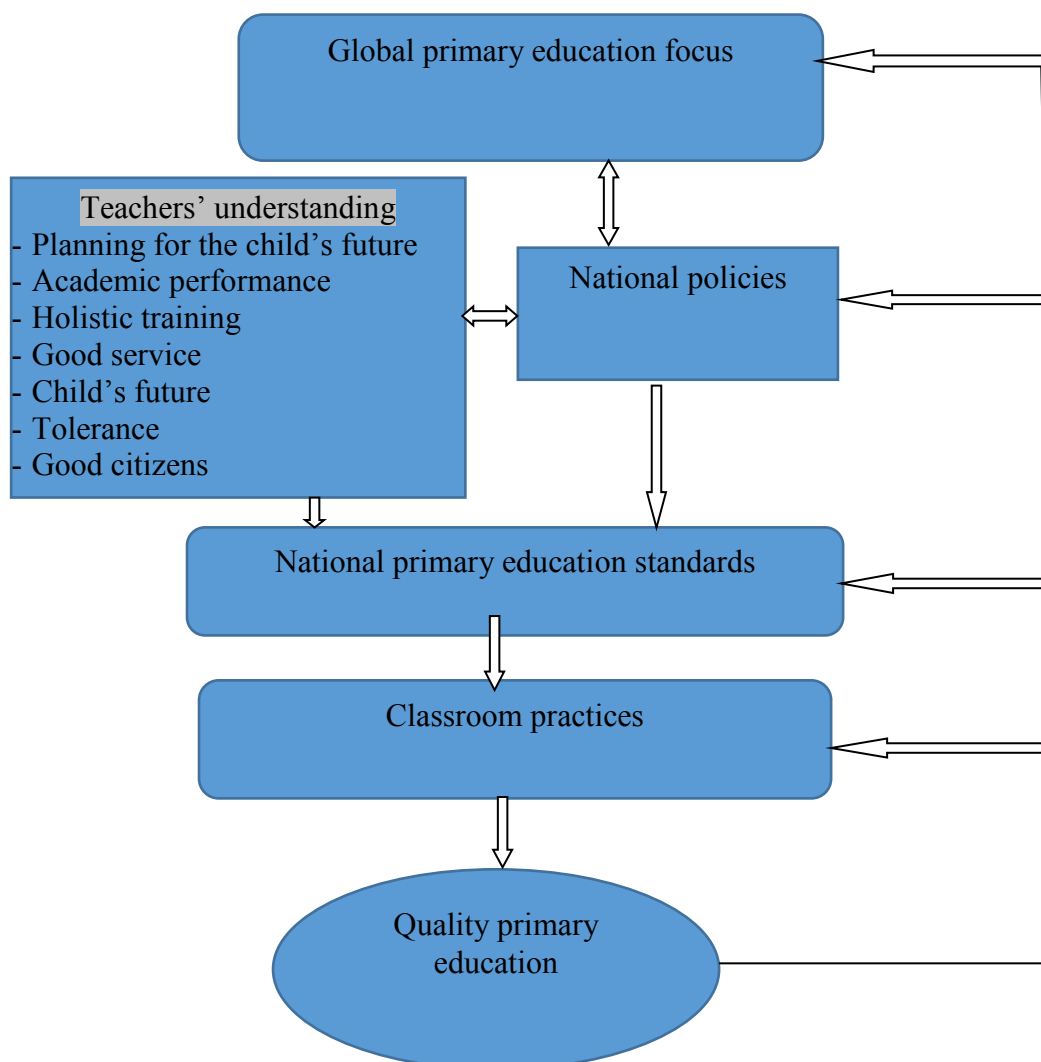 Global primary education focus
Teachers’ understanding
- Planning for the child’s future
- Academic performance
- Holistic training
- Good service
- Child’s future
- Tolerance
- Good citizens
National policies
National primary education standards
Classroom practices
Quality primary
education